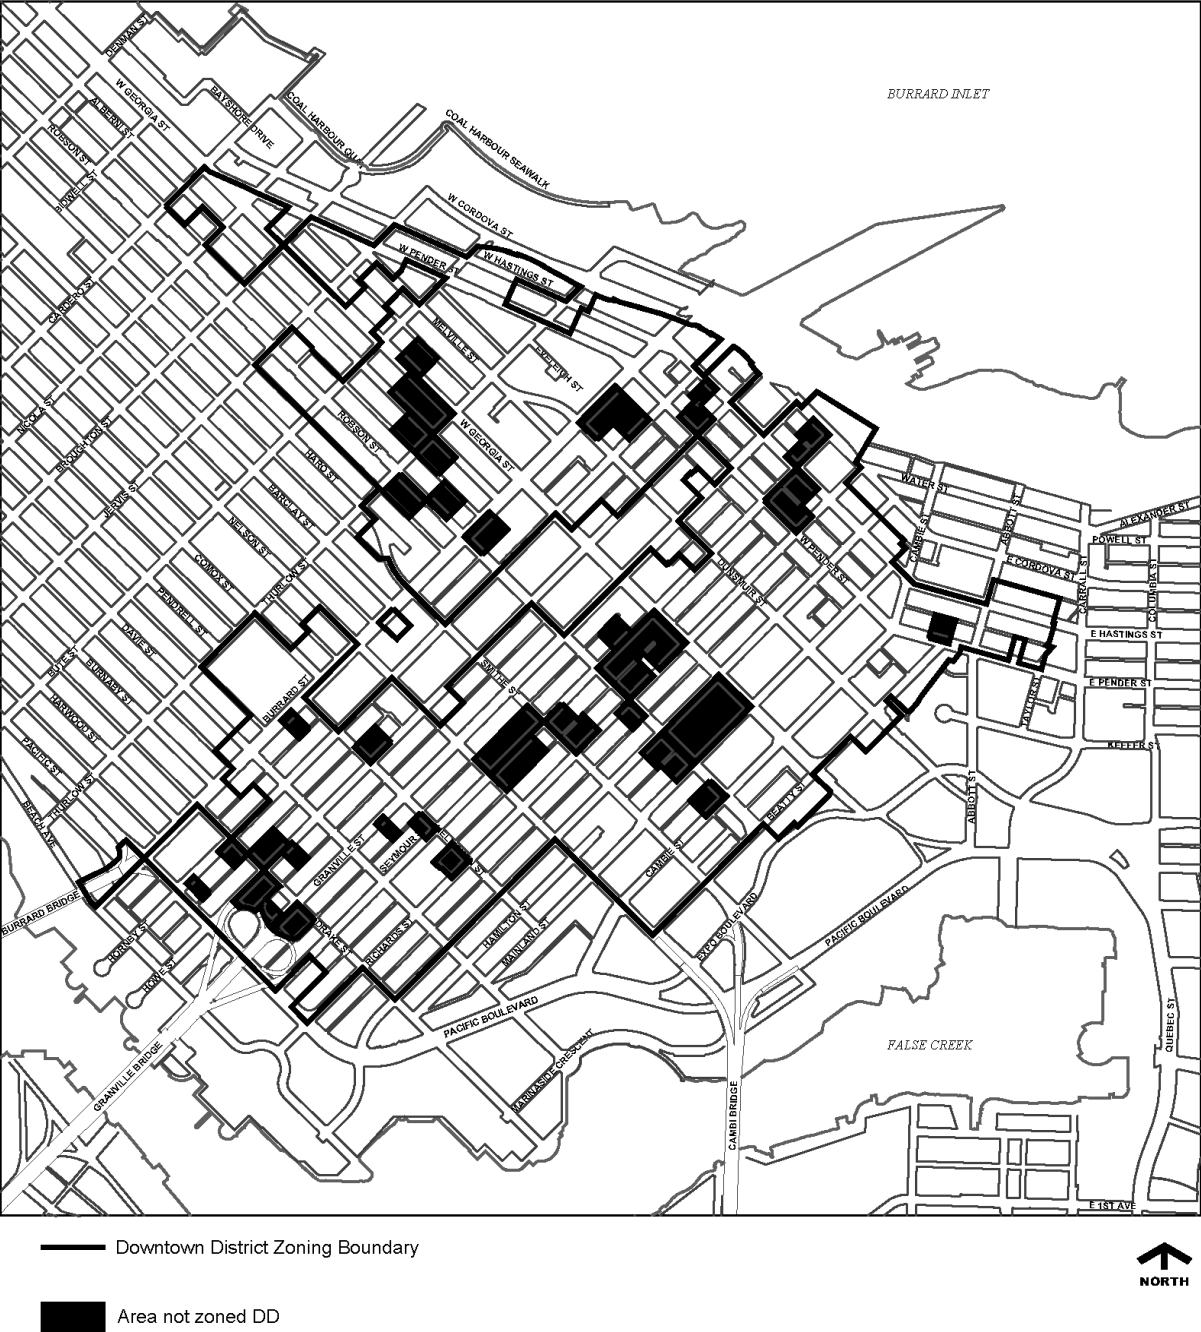 DENMAN ST
W GEORGIA ST
ALBERNI ST
ROBSON ST
BIDWELL ST
BAYSHORE DRIVE
COAL HARBOUR QUAY
COAL HARBOUR SEAWALK
BURRARD INLET
W CORDOVA ST
W PENDER ST
W HASTINGS ST
CARDERO ST
MELVILLE ST
EVELEIGH ST
NICOLA ST
BROUGHTON ST
ROBSON ST
W GEORGIA ST
HARO ST
JERVIS ST
BARCLAY ST
NELSON ST
COMOX ST
THURLOW ST
PENDRELL ST
DAVIE ST
BUTE ST
BURNABY ST
HARWOOD ST
PACIFIC ST
THURLOW ST
BEACH AVE
BURRARD ST
SMITHE ST
DUNSMUIR ST
W PENDER ST
WATER ST
CAMBIE ST
ABBOTT ST
ALEXANDER ST
POWELL ST
E CORDOVA ST
CARRALL ST
COLUMBIA ST
E HASTINGS ST
E PENDER ST
TAYLOR ST
KEEFER ST
ABBOTT ST
BEATTY ST
CAMBIE ST
GRANVILLE ST
SEYMOUR
DRAKE ST
RICHARDS ST
HAMILTON ST
MAINLAND ST
EXPO BOULEVARD
PACIFIC BOULEVARD
BURRARD BRIDGE
HORNBY ST
HOWE ST
PACIFIC BOULEVARD
MARINASIDE CRESCENT
GRANVILLE BRIDGE
CAMBI BRIDGE
FALSE CREEK
QUEBEC ST
E 1ST AVE
Downtown District Zoning Boundary
Area not zoned DD
NORTH